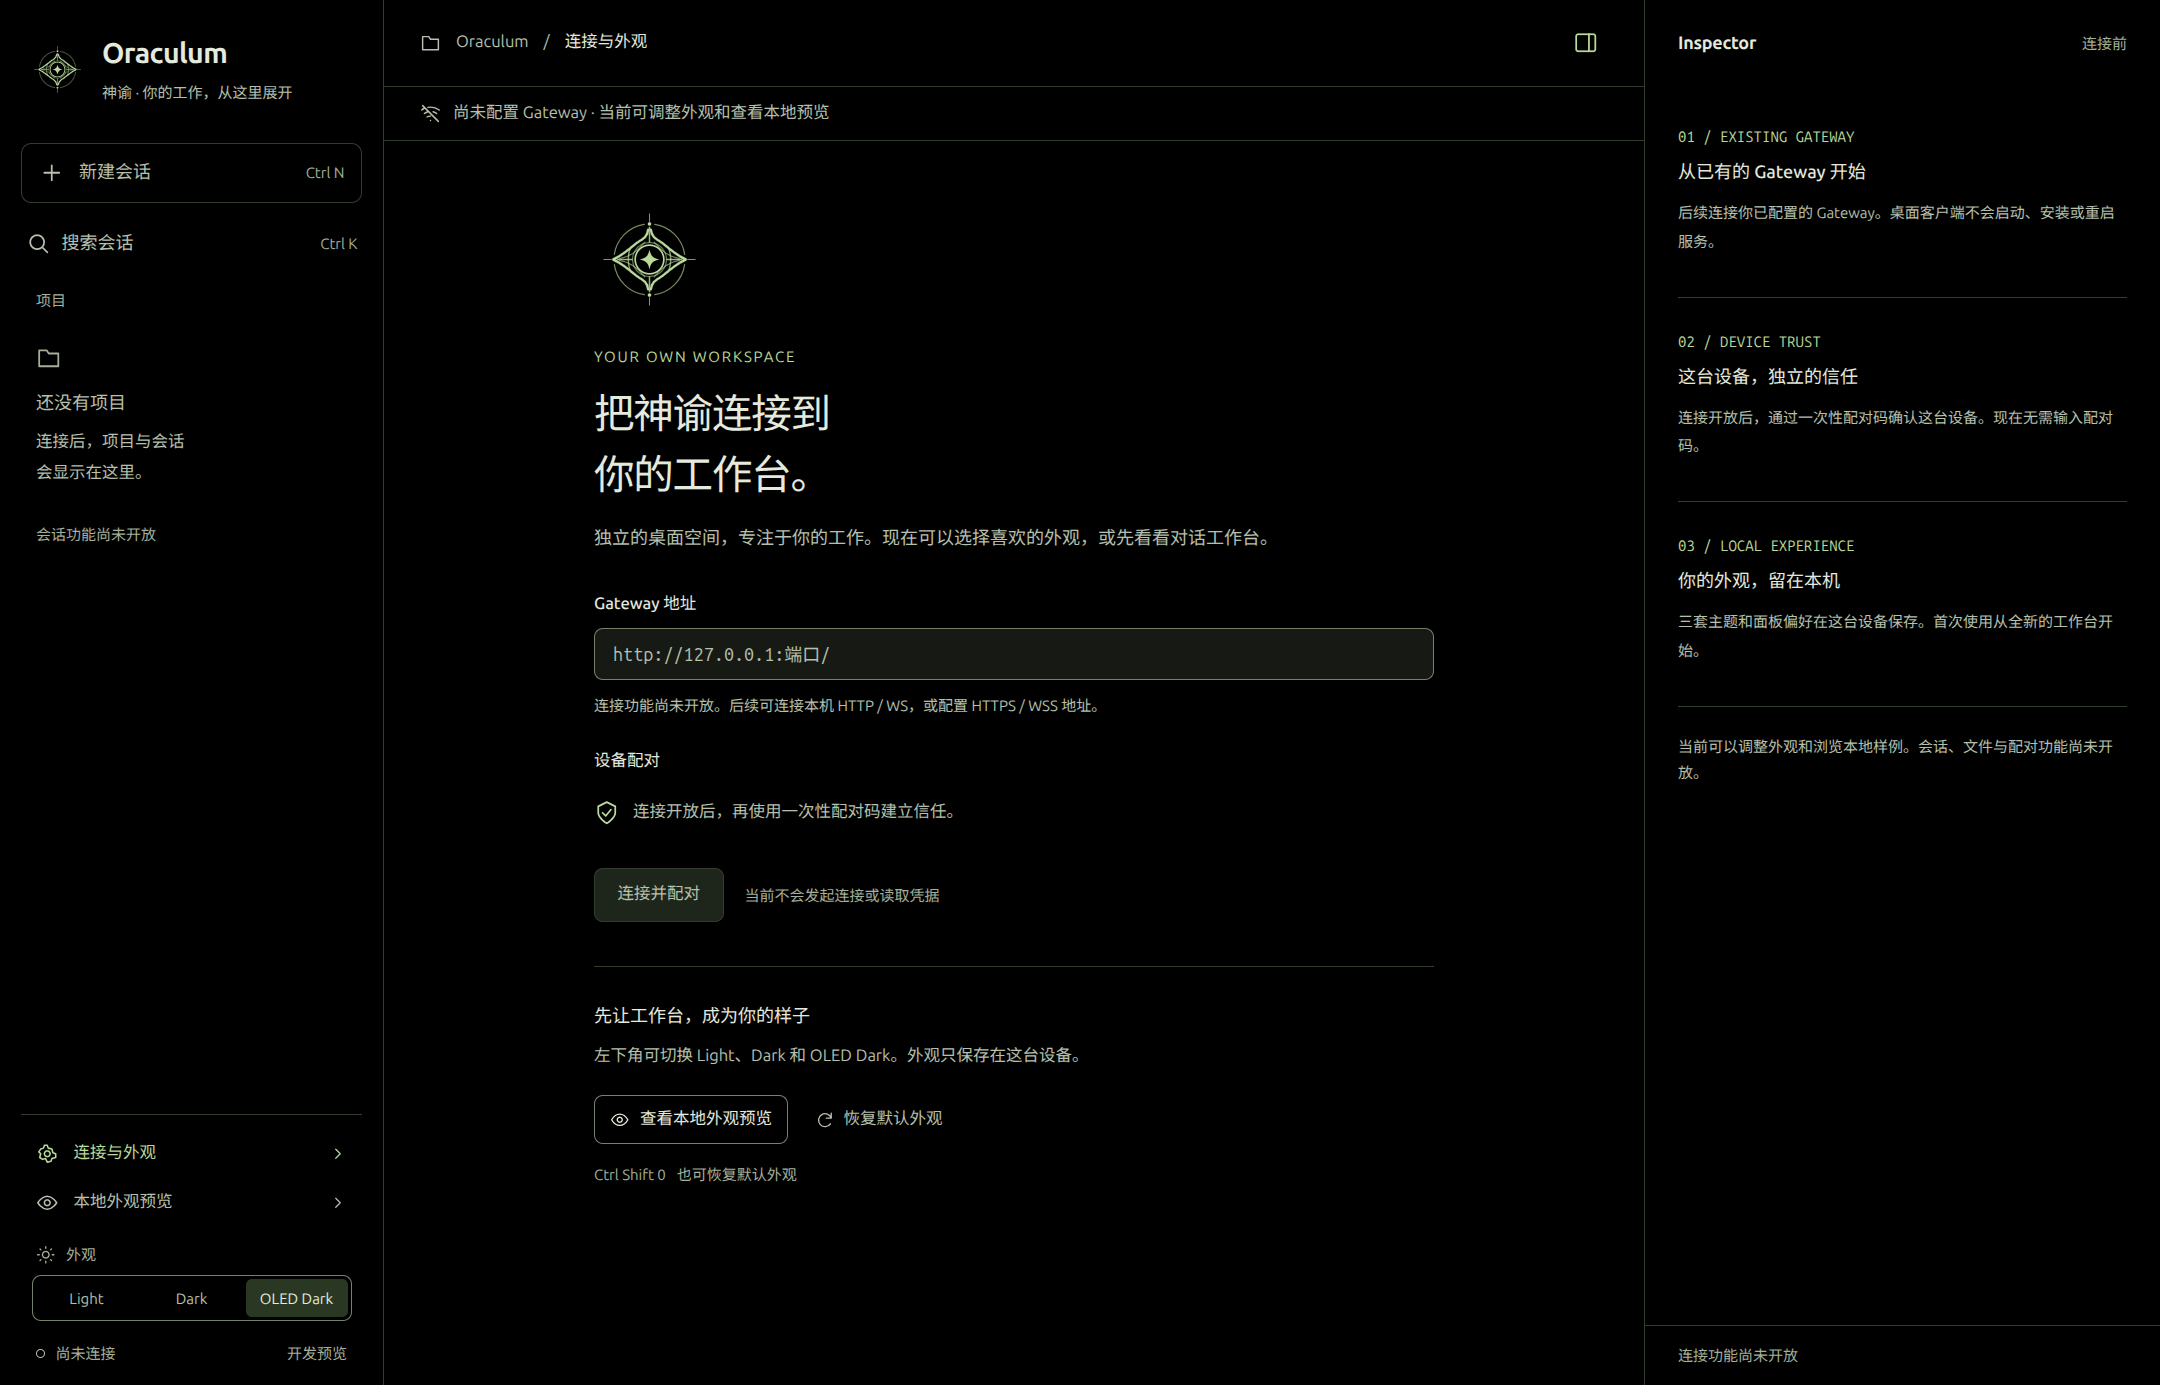 Oraculum
神谕 · 你的工作，从这里展开
新建会话 Ctrl N
搜索会话 Ctrl K
项目
还没有项目
连接后，项目与会话
会显示在这里。
会话功能尚未开放
连接与外观
本地外观预览
外观
Light Dark OLED Dark
尚未连接 开发预览
Oraculum / 连接与外观
尚未配置 Gateway · 当前可调整外观和查看本地预览
YOUR OWN WORKSPACE
把神谕连接到
你的工作台。
独立的桌面空间，专注于你的工作。现在可以选择喜欢的外观，或先看看对话工作台。
Gateway 地址
http://127.0.0.1:端口/
连接功能尚未开放。后续可连接本机 HTTP / WS，或配置 HTTPS / WSS 地址。
设备配对
连接开放后，再使用一次性配对码建立信任。
连接并配对 当前不会发起连接或读取凭据
先让工作台，成为你的样子
左下角可切换 Light、Dark 和 OLED Dark。外观只保存在这台设备。
查看本地外观预览 恢复默认外观
Ctrl Shift 0 也可恢复默认外观
Inspector 连接前
01 / EXISTING GATEWAY
从已有的 Gateway 开始
后续连接你已配置的 Gateway。桌面客户端不会启动、安装或重启
服务。
02 / DEVICE TRUST
这台设备，独立的信任
连接开放后，通过一次性配对码确认这台设备。现在无需输入配对
码。
03 / LOCAL EXPERIENCE
你的外观，留在本机
三套主题和面板偏好在这台设备保存。首次使用从全新的工作台开
始。
当前可以调整外观和浏览本地样例。会话、文件与配对功能尚未开
放。
连接功能尚未开放